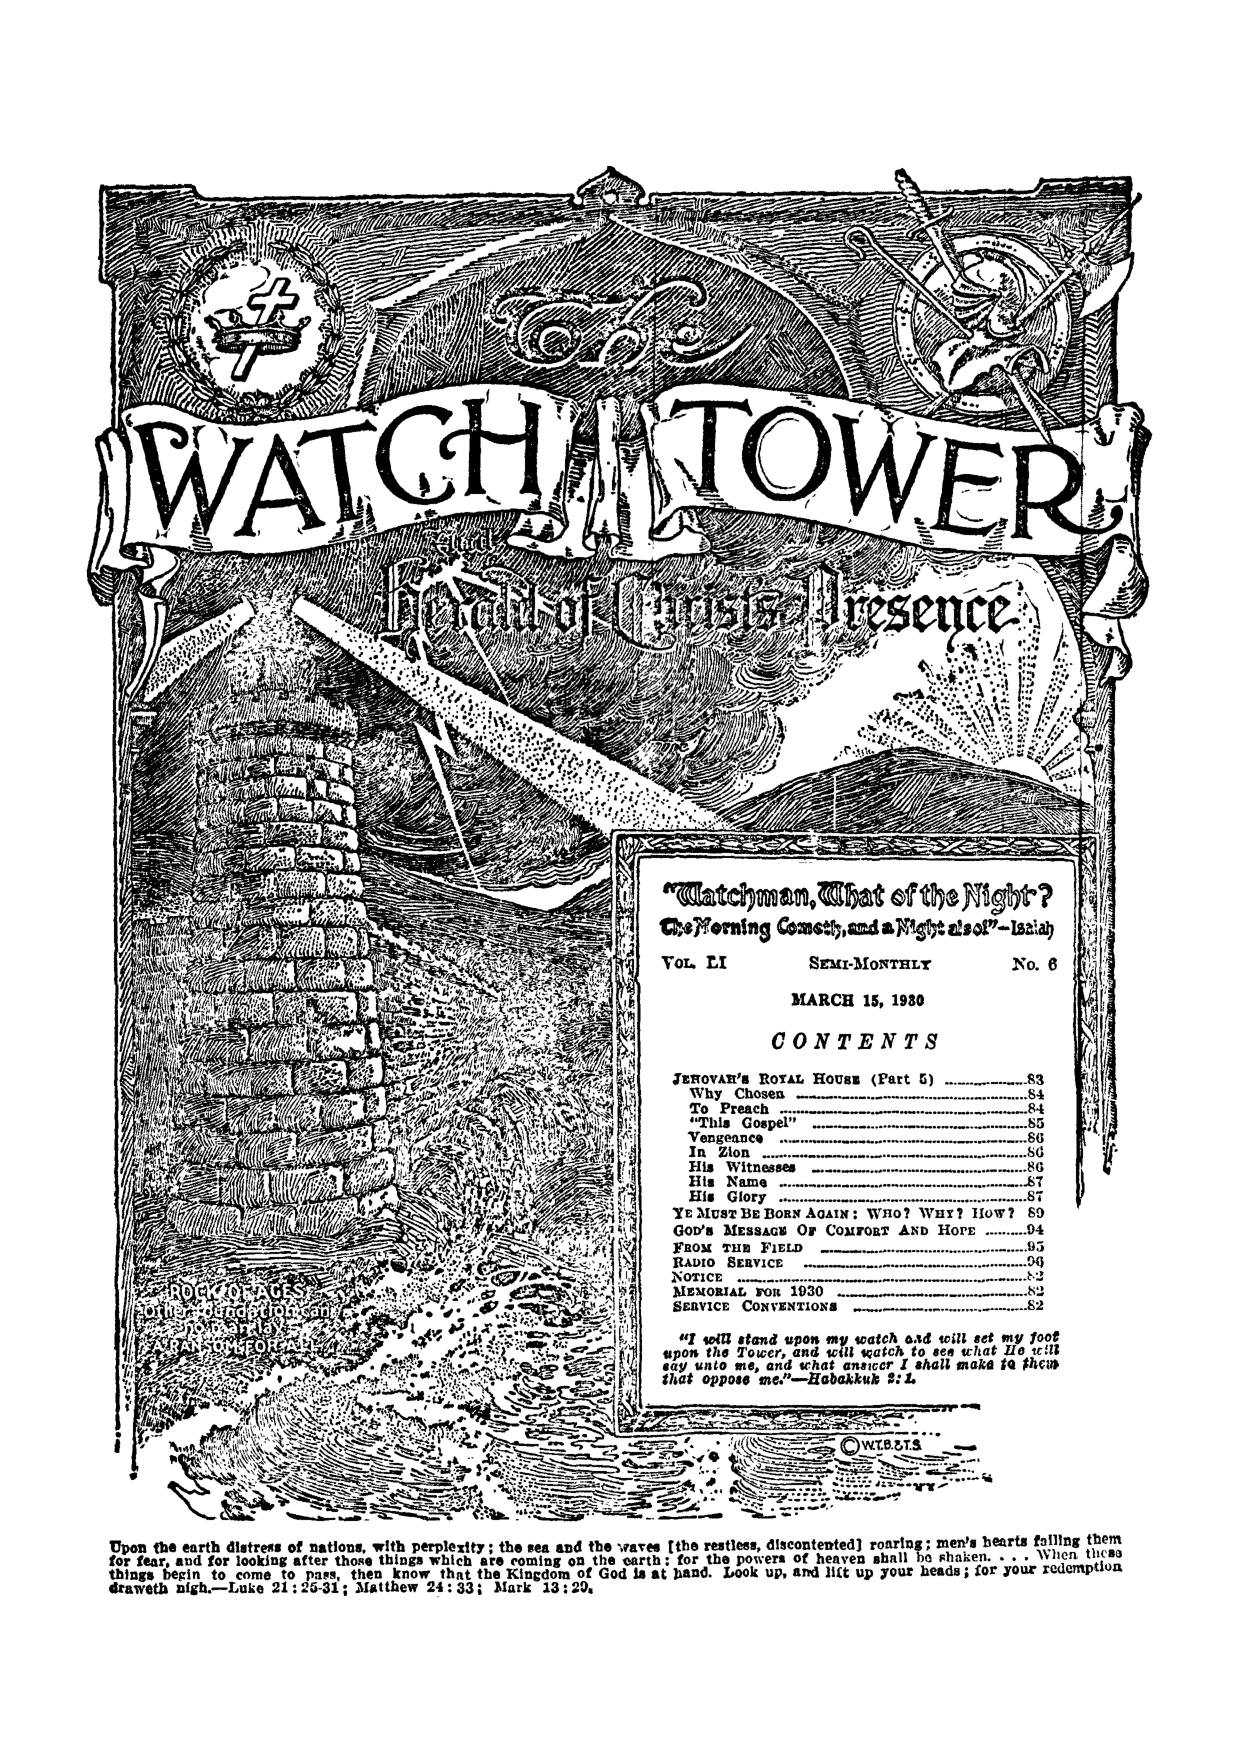 The
WATCH TOWER
And
Herald of Christ's Presence
"Watchman, What of the Night?
The Morning Cometh, and a Night also!"—Isaiah
VOL. LI SEMI-MONTHLY No. 6
MARCH 15, 1930
CONTENTS
JEHOVAH'S ROYAL HOUSE (Part 5) ..........83
Why Chosen ..........84
To Preach ..........84
"This Gospel" ..........85
Vengeance ..........86
In Zion ..........86
His Witnesses ..........86
His Name ..........87
His Glory ..........87
YE MUST BE BORN AGAIN: WHO? WHY? HOW? 89
GOD'S MESSAGE OF COMFORT AND HOPE ..........94
FROM THE FIELD ..........95
RADIO SERVICE ..........96
NOTICE ..........82
MEMORIAL FOR 1930 ..........82
SERVICE CONVENTIONS ..........82
"I will stand upon my watch and will set my foot
upon the Tower, and will watch to see what He will
say unto me, and what answer I shall make to them
that oppose me."—Habakkuk 2:1.
ROCK OF AGES
Other foundation can
no man lay
A RANSOM FOR ALL
©W.T.B.&T.S.
Upon the earth distress of nations, with perplexity; the sea and the waves [the restless, discontented] roaring; men's hearts failing them
for fear, and for looking after those things which are coming on the earth: for the powers of heaven shall be shaken. . . . When these
things begin to come to pass, then know that the Kingdom of God is at hand. Look up, and lift up your heads; for your redemption
draweth nigh.—Luke 21:25-31; Matthew 24:33; Mark 13:29.